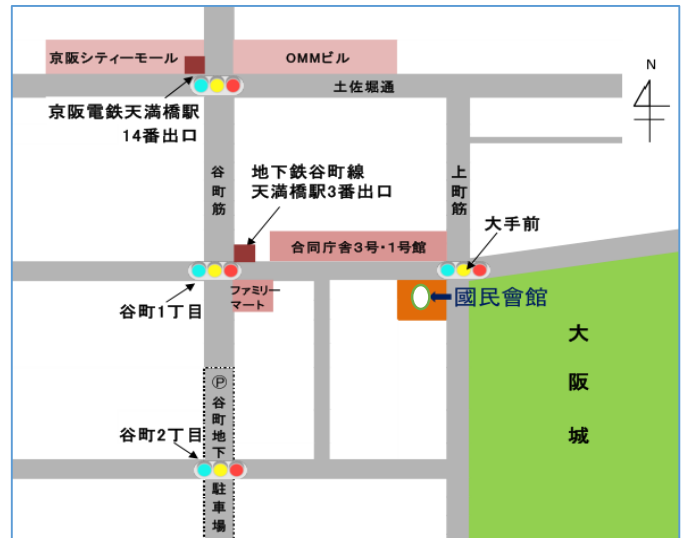 京阪シティーモール
OMMビル
N
土佐堀通
京阪電鉄天満橋駅
14番出口
谷町筋
地下鉄谷町線
天満橋駅3番出口
上町筋
大手前
合同庁舎3号・1号館
谷町1丁目
ファミリー
マート
國民會館
大阪城
Ⓟ谷町地下駐車場
谷町2丁目